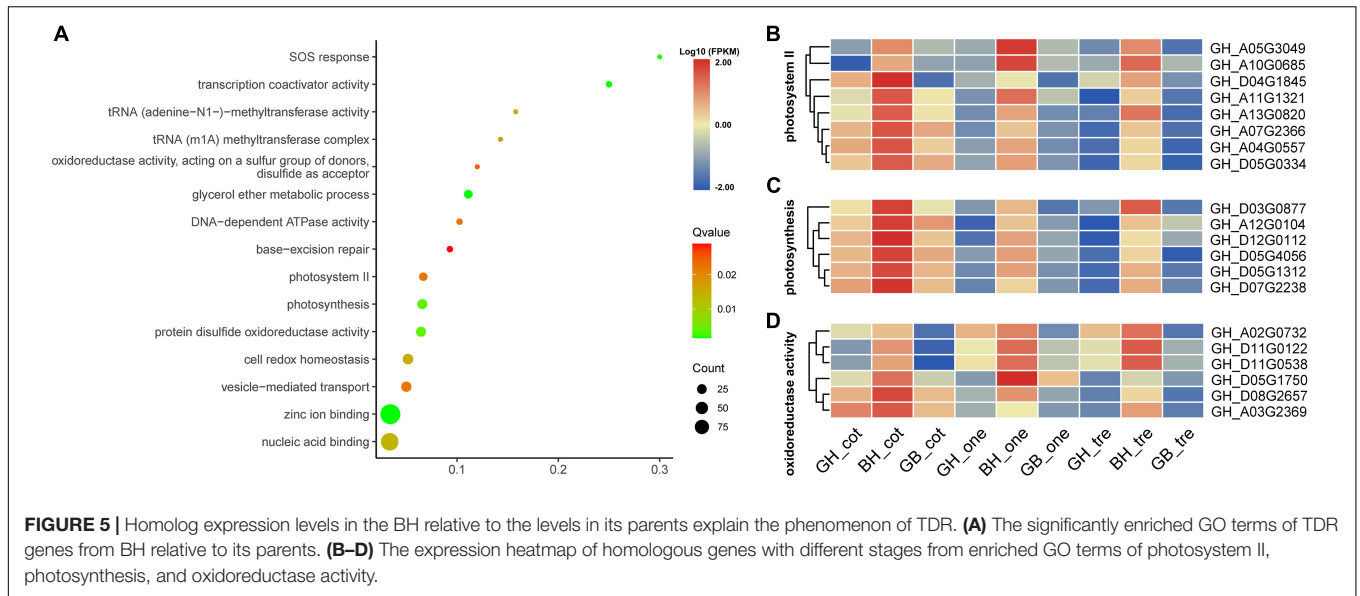 A
SOS response
transcription coactivator activity
tRNA (adenine−N1−)−methyltransferase activity
tRNA (m1A) methyltransferase complex
oxidoreductase activity, acting on a sulfur group of donors,
disulfide as acceptor
glycerol ether metabolic process
DNA−dependent ATPase activity
base−excision repair
photosystem II
photosynthesis
protein disulfide oxidoreductase activity
cell redox homeostasis
vesicle−mediated transport
zinc ion binding
nucleic acid binding
0.1
0.2
0.3
Log10 (FPKM)
2.00
0.00
-2.00
Qvalue
0.02
0.01
Count
25
50
75
B
photosystem II
GH_A05G3049
GH_A10G0685
GH_D04G1845
GH_A11G1321
GH_A13G0820
GH_A07G2366
GH_A04G0557
GH_D05G0334
C
photosynthesis
GH_D03G0877
GH_A12G0104
GH_D12G0112
GH_D05G4056
GH_D05G1312
GH_D07G2238
D
oxidoreductase activity
GH_A02G0732
GH_D11G0122
GH_D11G0538
GH_D05G1750
GH_D08G2657
GH_A03G2369
GH_cot
BH_cot
GB_cot
GH_one
BH_one
GB_one
GH_tre
BH_tre
GB_tre
FIGURE 5 | Homolog expression levels in the BH relative to the levels in its parents explain the phenomenon of TDR. (A) The significantly enriched GO terms of TDR
genes from BH relative to its parents. (B–D) The expression heatmap of homologous genes with different stages from enriched GO terms of photosystem II,
photosynthesis, and oxidoreductase activity.